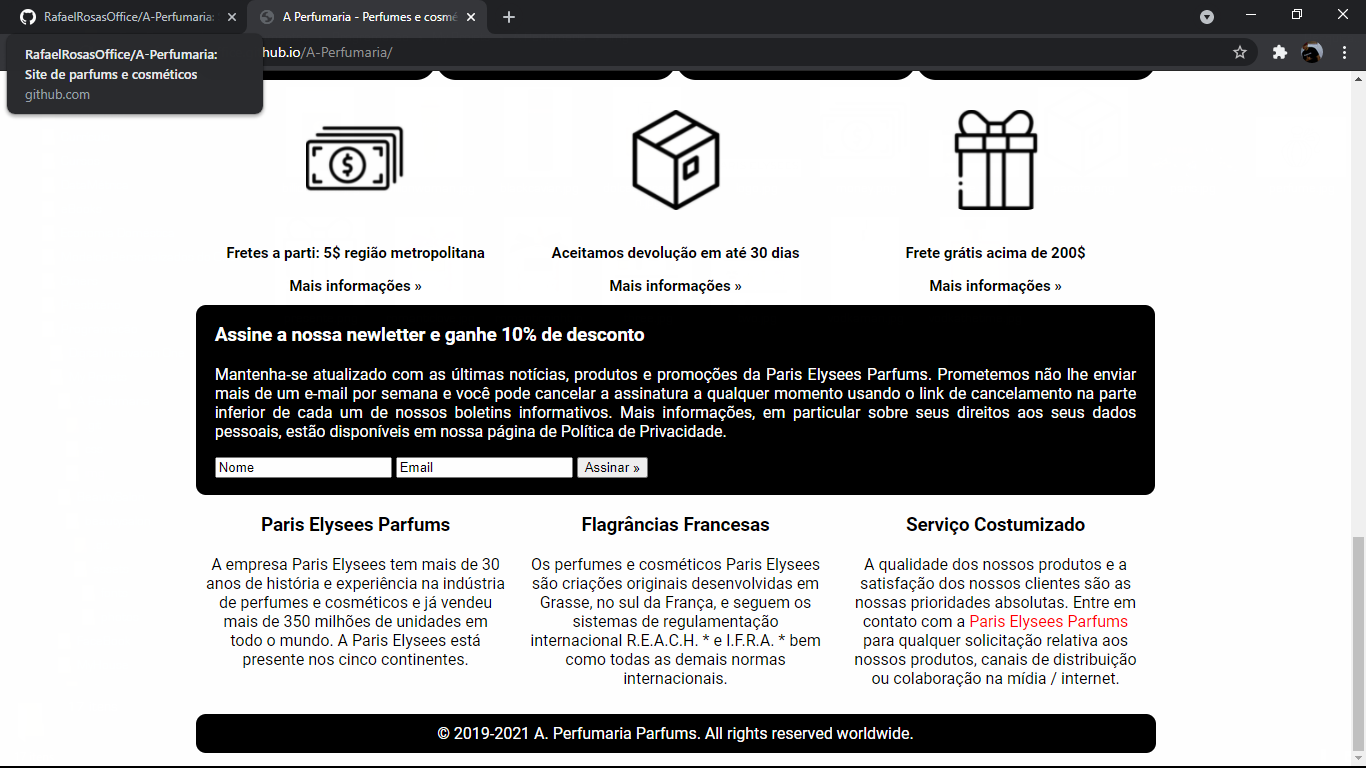 RafaelRosasOffice/A-Perfumaria:
A Perfumaria - Perfumes e cosmé
RafaelRosasOffice/A-Perfumaria:
Site de parfums e cosméticos
github.com
hub.io/A-Perfumaria/
$
Fretes a parti: 5$ região metropolitana
Aceitamos devolução em até 30 dias
Frete grátis acima de 200$
Mais informações »
Mais informações »
Mais informações »
Assine a nossa newletter e ganhe 10% de desconto
Mantenha-se atualizado com as últimas notícias, produtos e promoções da Paris Elysees Parfums. Prometemos não lhe enviar
mais de um e-mail por semana e você pode cancelar a assinatura a qualquer momento usando o link de cancelamento na parte
inferior de cada um de nossos boletins informativos. Mais informações, em particular sobre seus direitos aos seus dados
pessoais, estão disponíveis em nossa página de Política de Privacidade.
Nome
Email
Assinar »
Paris Elysees Parfums
A empresa Paris Elysees tem mais de 30
anos de história e experiência na indústria
de perfumes e cosméticos e já vendeu
mais de 350 milhões de unidades em
todo o mundo. A Paris Elysees está
presente nos cinco continentes.
Flagrâncias Francesas
Os perfumes e cosméticos Paris Elysees
são criações originais desenvolvidas em
Grasse, no sul da França, e seguem os
sistemas de regulamentação
internacional R.E.A.C.H. * e I.F.R.A. * bem
como todas as demais normas
internacionais.
Serviço Costumizado
A qualidade dos nossos produtos e a
satisfação dos nossos clientes são as
nossas prioridades absolutas. Entre em
contato com a Paris Elysees Parfums
para qualquer solicitação relativa aos
nossos produtos, canais de distribuição
ou colaboração na mídia / internet.
© 2019-2021 A. Perfumaria Parfums. All rights reserved worldwide.